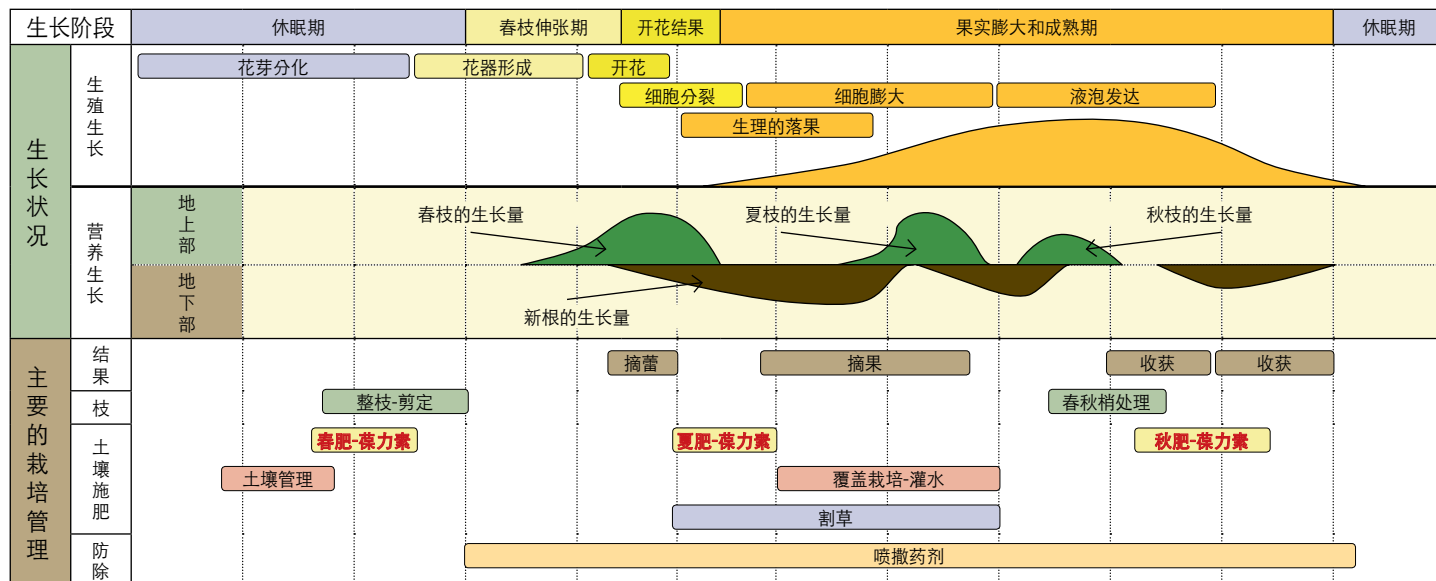 生长阶段 休眠期 春枝伸张期 开花结果 果实膨大和成熟期 休眠期
生长状况
生殖生长
花芽分化 花器形成 开花
细胞分裂 细胞膨大 液泡发达
生理的落果
营养生长
地上部
春枝的生长量 夏枝的生长量 秋枝的生长量
地下部
新根的生长量
主要的栽培管理
结果 摘蕾 摘果 收获 收获
枝 整枝-剪定 春秋梢处理
土壤施肥
春肥-葆力素 夏肥-葆力素 秋肥-葆力素
土壤管理 覆盖栽培-灌水
割草
防除 喷撒药剂